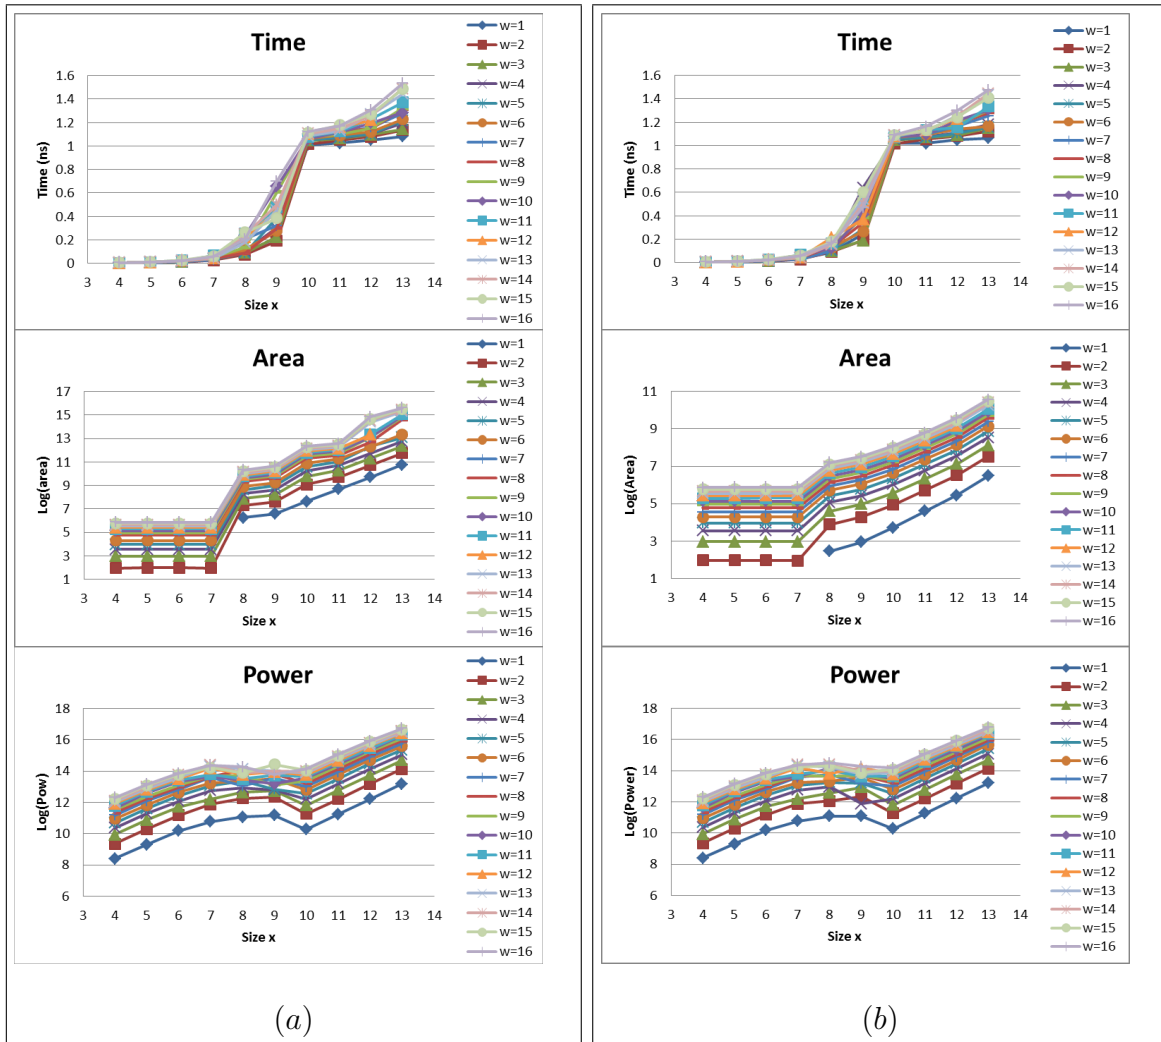 Time
1.6
1.4
1.2
1
0.8
0.6
0.4
0.2
0
Time (ns)
3 4 5 6 7 8 9 10 11 12 13 14
Size x
w=1
w=2
w=3
w=4
w=5
w=6
w=7
w=8
w=9
w=10
w=11
w=12
w=13
w=14
w=15
w=16
Area
17
15
13
11
9
7
5
3
1
Log(area)
3 4 5 6 7 8 9 10 11 12 13 14
Size x
w=1
w=2
w=3
w=4
w=5
w=6
w=7
w=8
w=9
w=10
w=11
w=12
w=13
w=14
w=15
w=16
Power
18
16
14
12
10
8
6
Log(Pow)
3 4 5 6 7 8 9 10 11 12 13 14
Size x
w=1
w=2
w=3
w=4
w=5
w=6
w=7
w=8
w=9
w=10
w=11
w=12
w=13
w=14
w=15
w=16
(a)
Time
1.6
1.4
1.2
1
0.8
0.6
0.4
0.2
0
Time (ns)
3 4 5 6 7 8 9 10 11 12 13 14
Size x
w=1
w=2
w=3
w=4
w=5
w=6
w=7
w=8
w=9
w=10
w=11
w=12
w=13
w=14
w=15
w=16
Area
11
9
7
5
3
1
Log(Area)
3 4 5 6 7 8 9 10 11 12 13 14
Size x
w=1
w=2
w=3
w=4
w=5
w=6
w=7
w=8
w=9
w=10
w=11
w=12
w=13
w=14
w=15
w=16
Power
18
16
14
12
10
8
6
Log(Power)
3 4 5 6 7 8 9 10 11 12 13 14
Size x
w=1
w=2
w=3
w=4
w=5
w=6
w=7
w=8
w=9
w=10
w=11
w=12
w=13
w=14
w=15
w=16
(b)